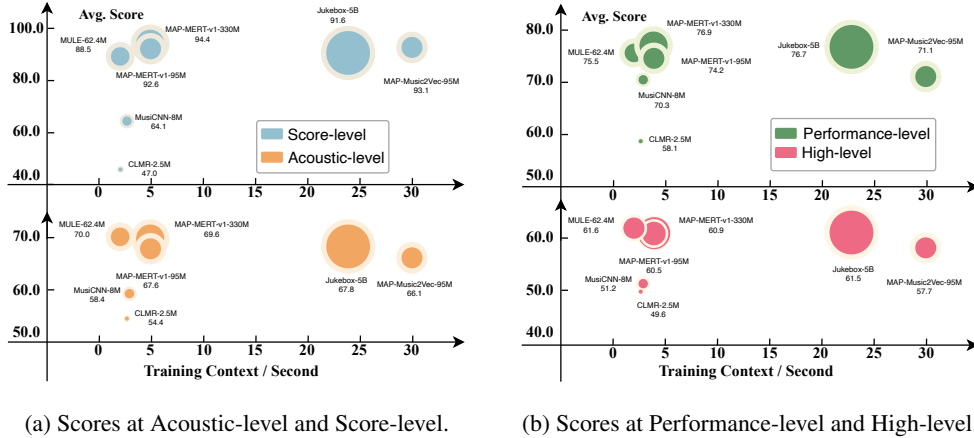 Avg. Score
100.0
80.0
60.0
40.0
MULE-62.4M
88.5
MAP-MERT-v1-330M
94.4
MAP-MERT-v1-95M
92.6
Jukebox-5B
91.6
MAP-Music2Vec-95M
93.1
MusiCNN-8M
64.1
CLMR-2.5M
47.0
Score-level
Acoustic-level
0 5 10 15 20 25 30
70.0
60.0
50.0
MULE-62.4M
70.0
MAP-MERT-v1-330M
69.6
MAP-MERT-v1-95M
67.6
MusiCNN-8M
58.4
CLMR-2.5M
54.4
Jukebox-5B
67.8
MAP-Music2Vec-95M
66.1
0 5 10 15 20 25 30
Training Context / Second
(a) Scores at Acoustic-level and Score-level.
Avg. Score
80.0
70.0
60.0
50.0
MULE-62.4M
75.5
MAP-MERT-v1-330M
76.9
MAP-MERT-v1-95M
74.2
Jukebox-5B
76.7
MAP-Music2Vec-95M
71.1
MusiCNN-8M
70.3
CLMR-2.5M
58.1
Performance-level
High-level
0 5 10 15 20 25 30
60.0
50.0
40.0
MULE-62.4M
61.6
MAP-MERT-v1-330M
60.9
MAP-MERT-v1-95M
60.5
MusiCNN-8M
51.2
CLMR-2.5M
49.6
Jukebox-5B
61.5
MAP-Music2Vec-95M
57.7
0 5 10 15 20 25 30
Training Context / Second
(b) Scores at Performance-level and High-level